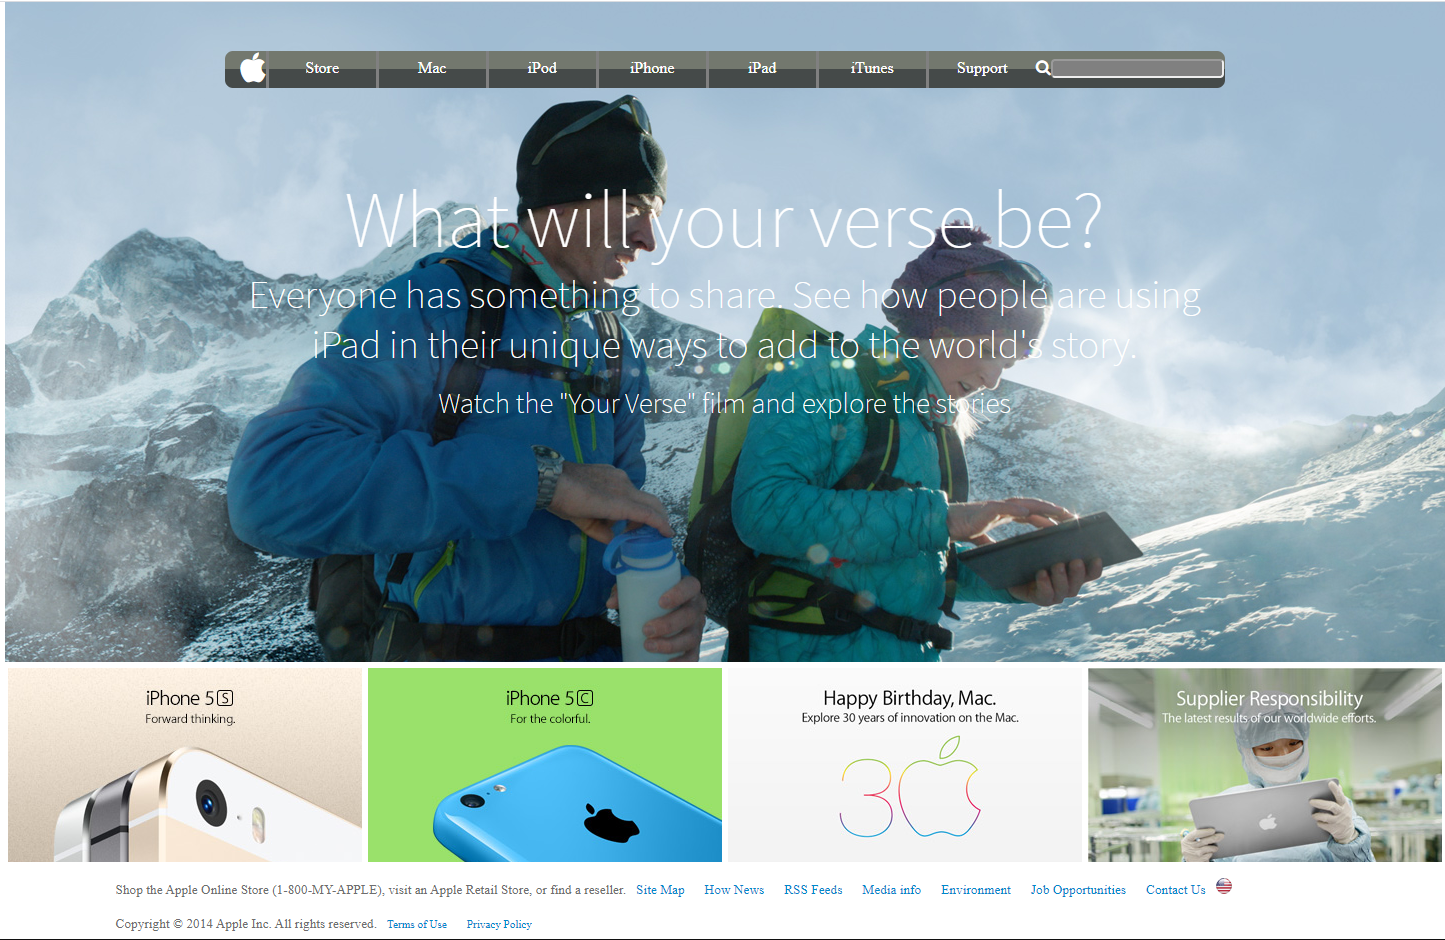 Store Mac iPod iPhone iPad iTunes Support
What will your verse be?
Everyone has something to share. See how people are using
iPad in their unique ways to add to the world's story.
Watch the "Your Verse" film and explore the stories
iPhone 5S
Forward thinking.
iPhone 5C
For the colorful.
Happy Birthday, Mac.
Explore 30 years of innovation on the Mac.
30
Supplier Responsibility
The latest results of our worldwide efforts.
Shop the Apple Online Store (1-800-MY-APPLE), visit an Apple Retail Store, or find a reseller. Site Map How News RSS Feeds Media info Environment Job Opportunities Contact Us
Copyright © 2014 Apple Inc. All rights reserved. Terms of Use Privacy Policy